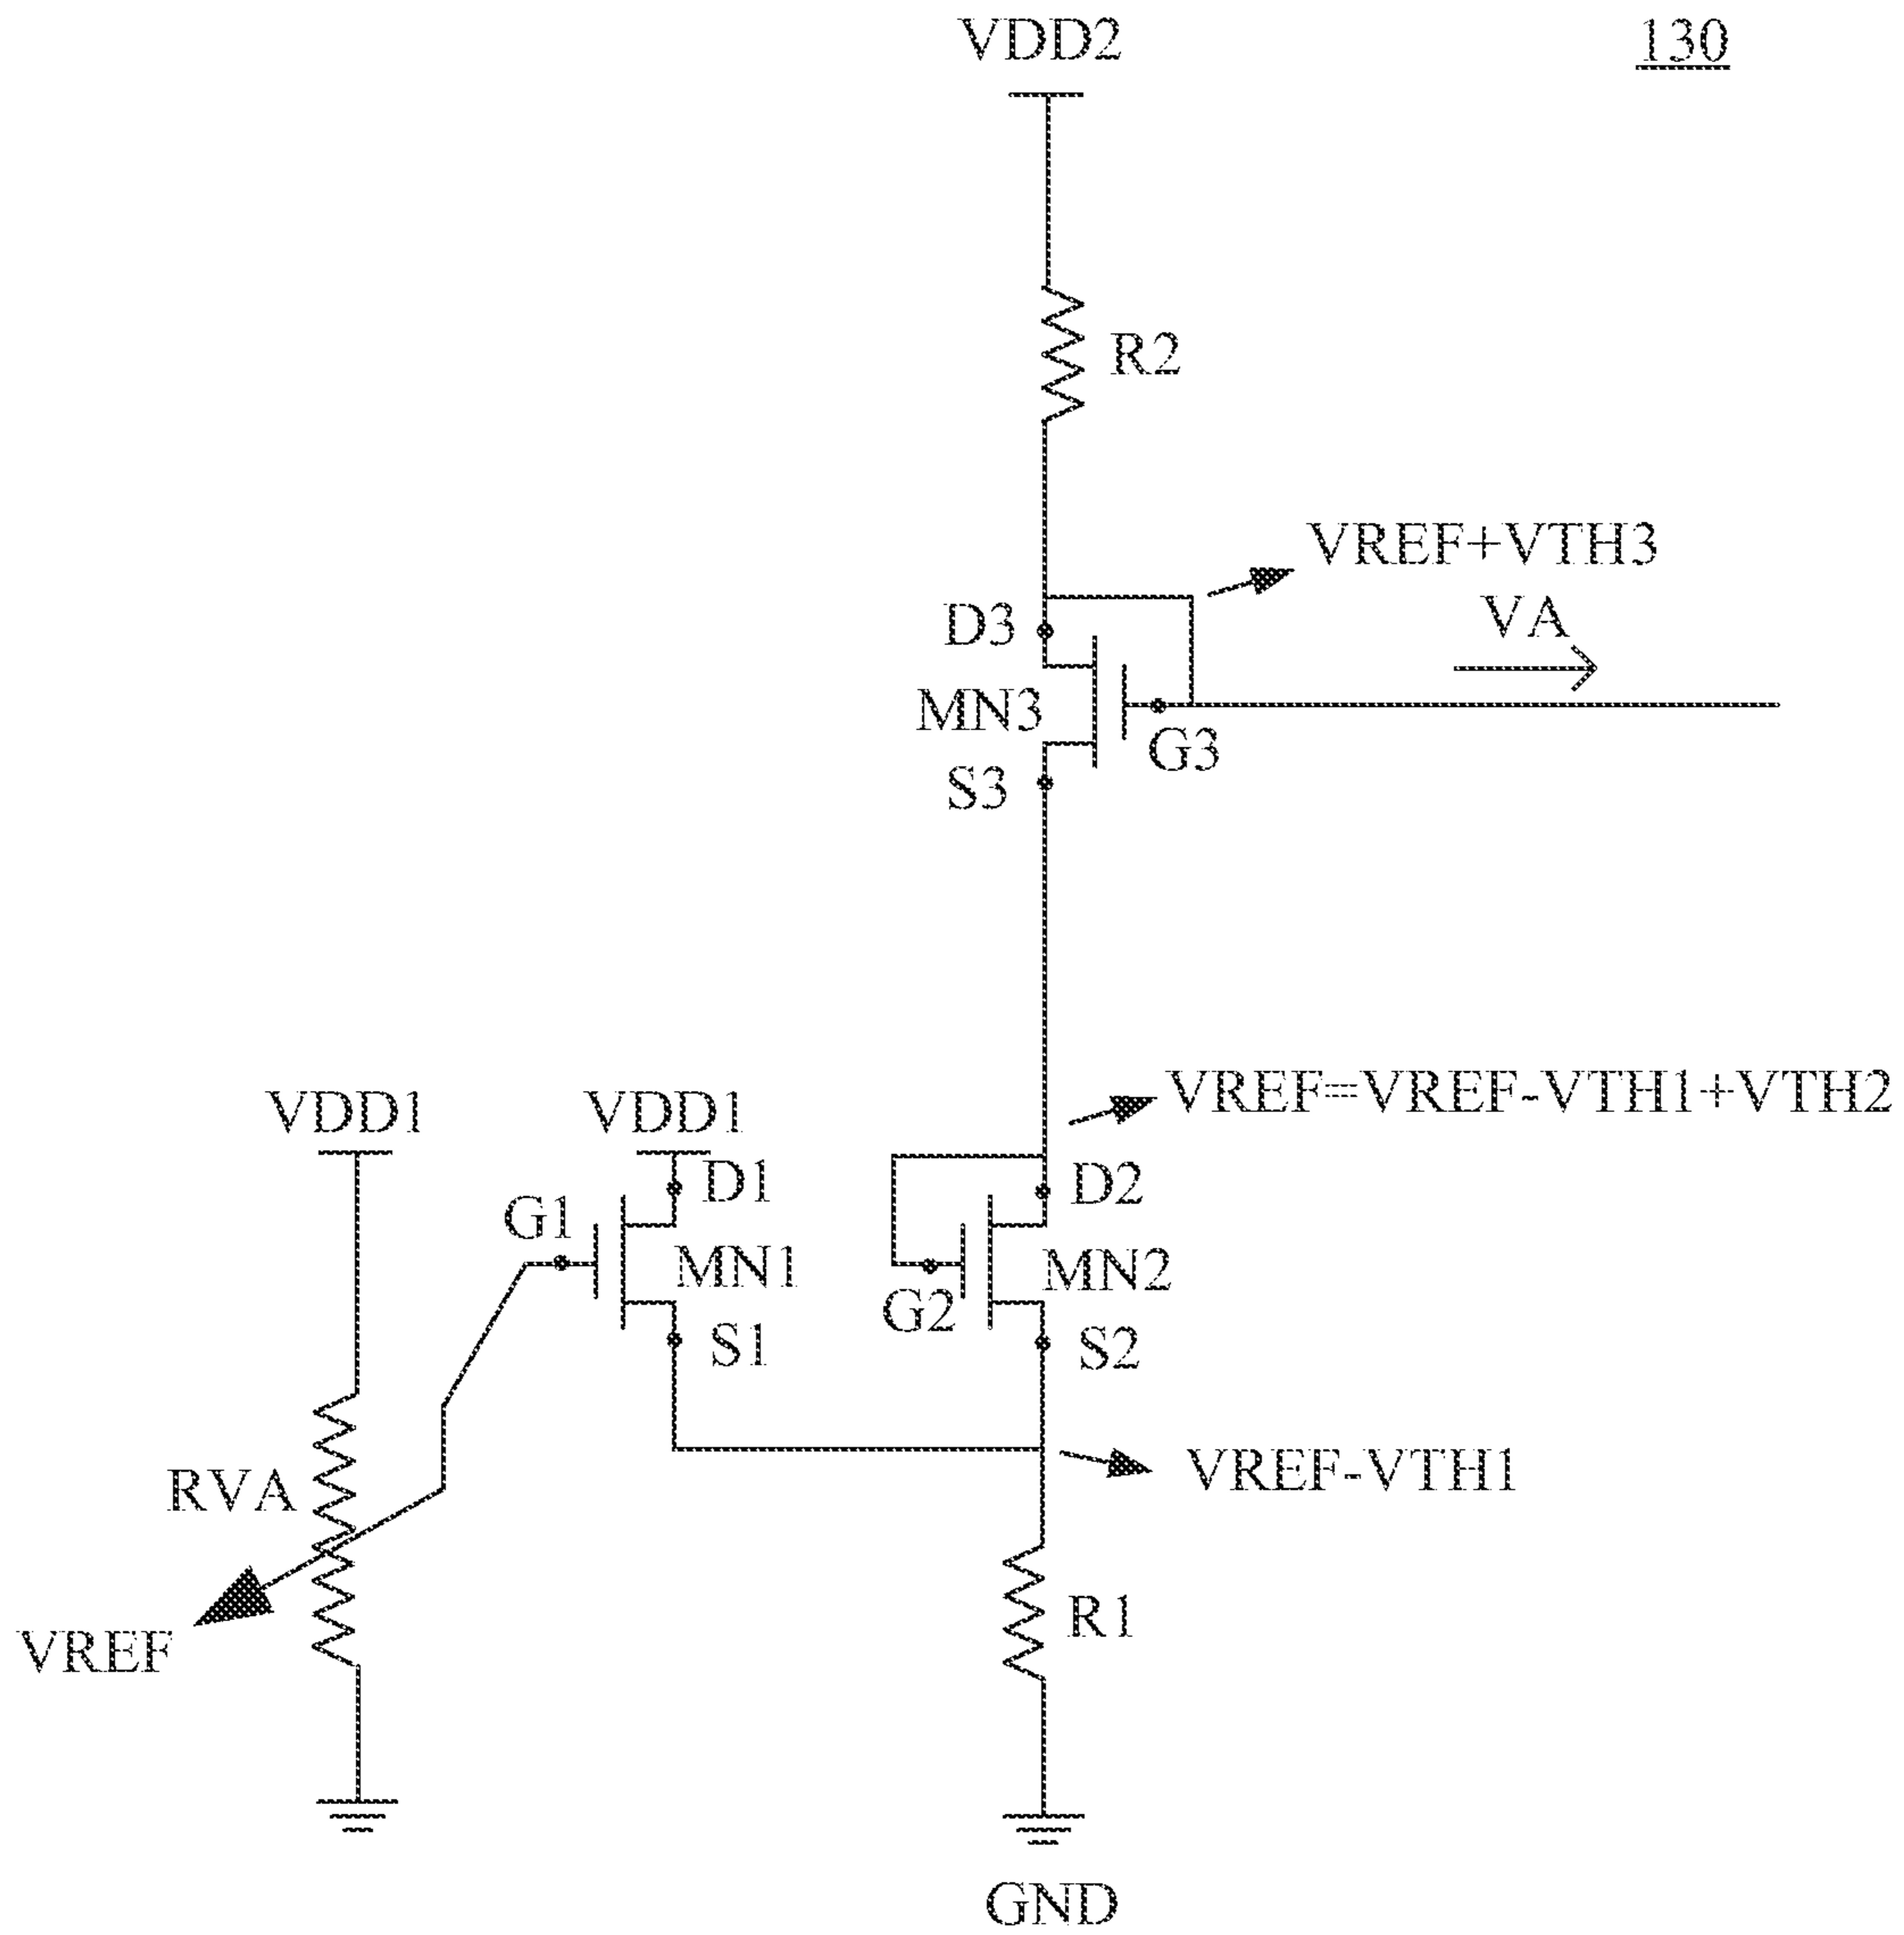 VDD2
130
R2
VREF+VTH3
VA
D3
MN3
G3
S3
VREF=VREF-VTH1+VTH2
VDD1
VDD1
D1
D2
G1
MN1
MN2
G2
S1
S2
VREF-VTH1
RVA
R1
VREF
GND